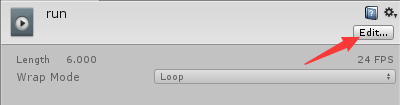 run
Edit...
Length 6.000 24 FPS
Wrap Mode Loop